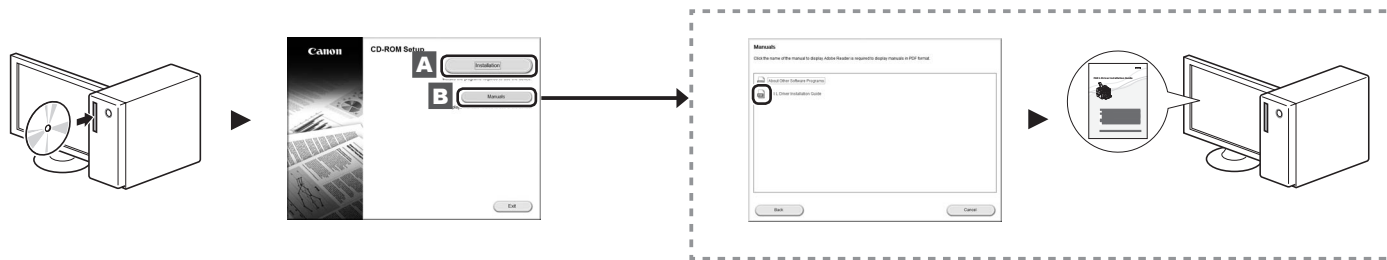 Canon
CD-ROM Setup
A
Installation
B
Manuals
Exit
Manuals
Click the name of the manual to display. Adobe Reader is required to display manuals in PDF format.
About Other Software Programs
Driver Installation Guide
Back
Cancel